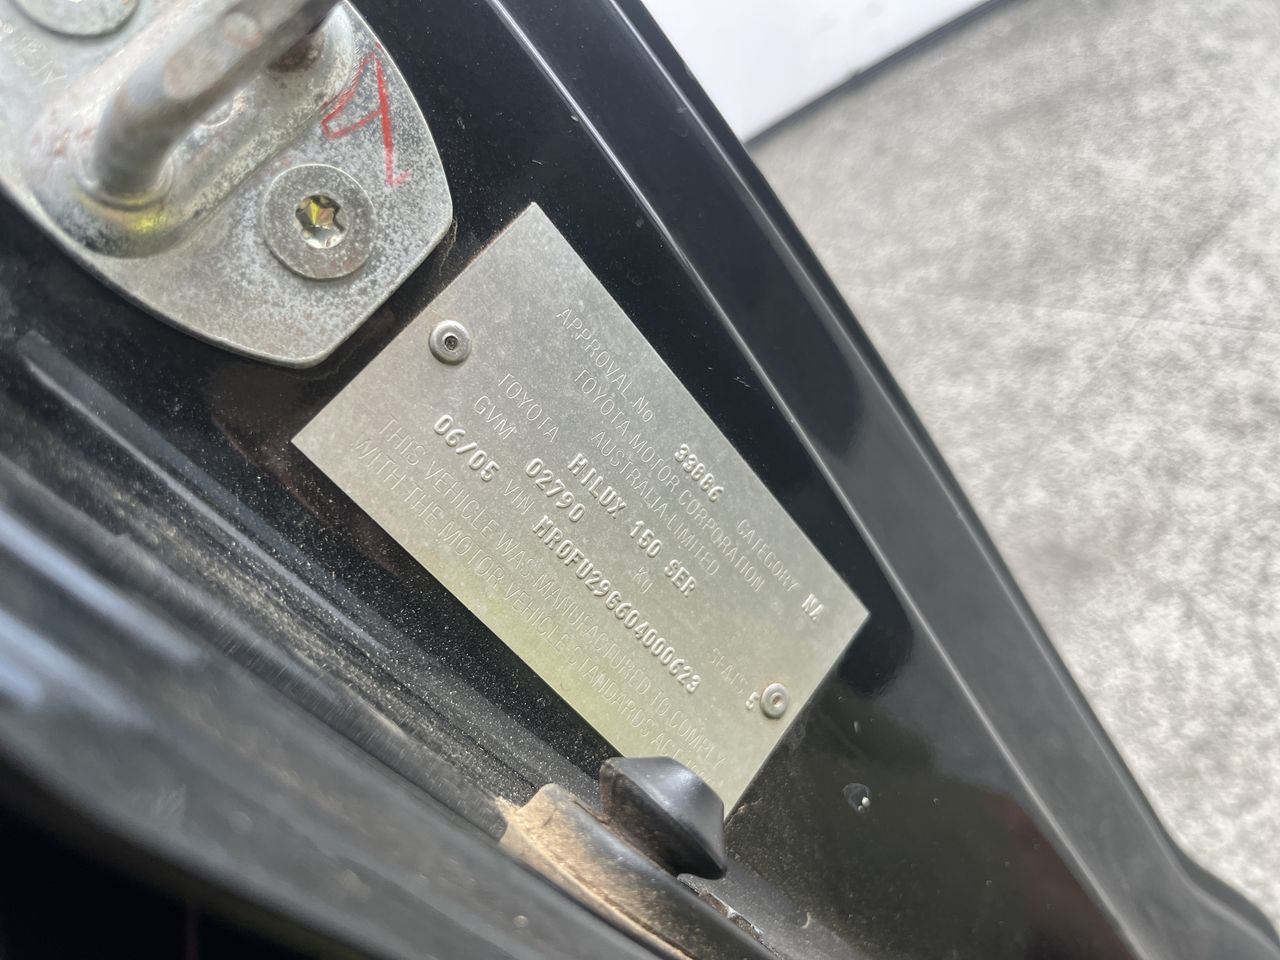 APPROVAL No 33886 CATEGORY NA
TOYOTA MOTOR CORPORATION
AUSTRALIA LIMITED
TOYOTA HILUX 150 SER
GVM 02790 Kg SEATS 5
06/05 VIN MR0FU29G604000623
THIS VEHICLE WAS MANUFACTURED TO COMPLY
WITH THE MOTOR VEHICLE STANDARDS ACT